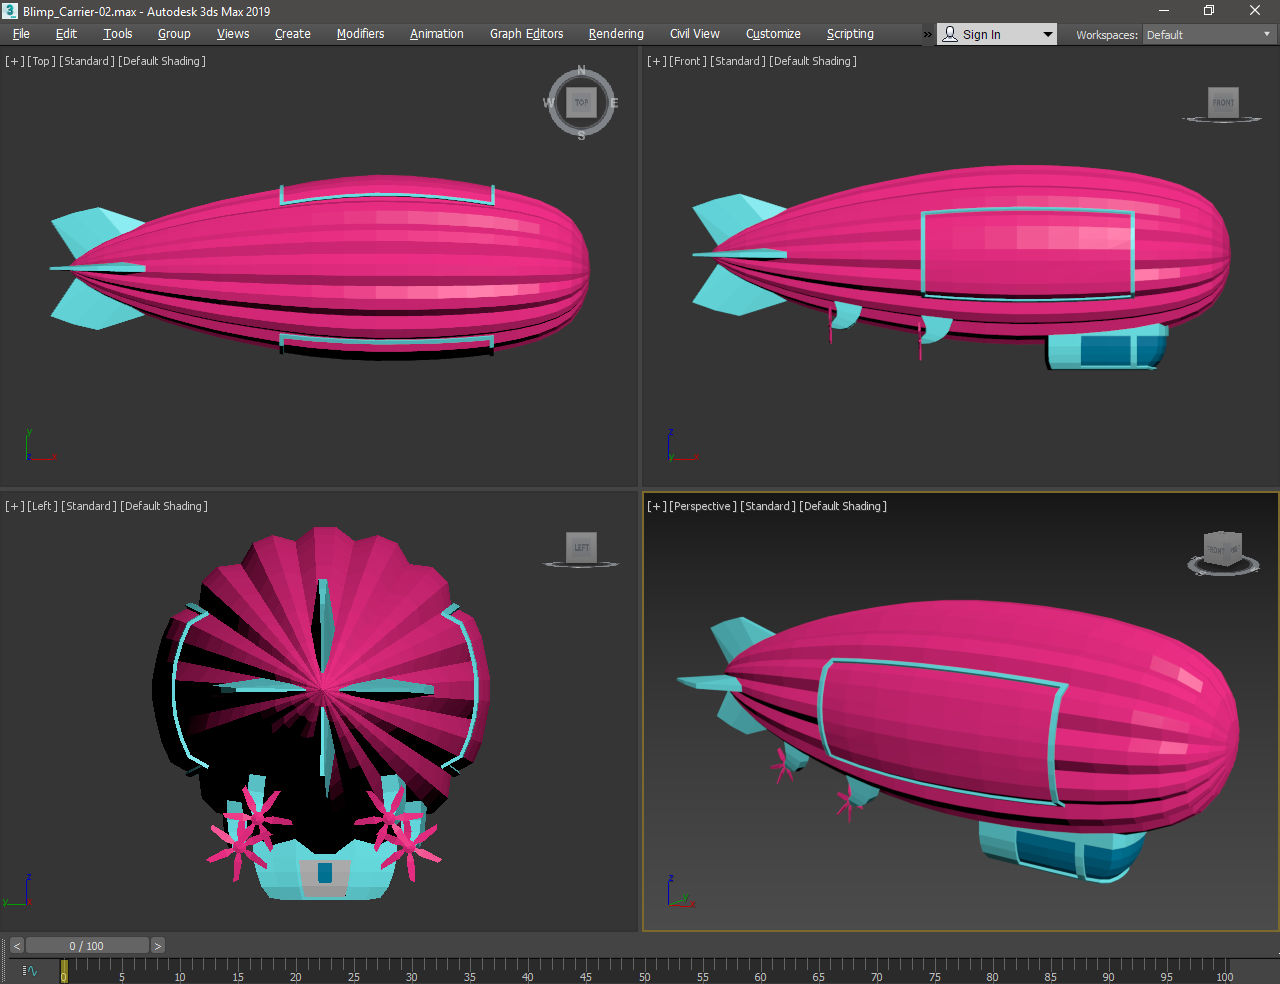 Blimp_Carrier-02.max - Autodesk 3ds Max 2019
File Edit Tools Group Views Create Modifiers Animation Graph Editors Rendering Civil View Customize Scripting » Sign In Workspaces: Default
[+] [Top] [Standard] [Default Shading]
N
W TOP E
S
y
z x
[+] [Front] [Standard] [Default Shading]
FRONT
z
y x
[+] [Left] [Standard] [Default Shading]
LEFT
z
y x
[+] [Perspective] [Standard] [Default Shading]
FRONT
z
y
x
< 0 / 100 >
0 5 10 15 20 25 30 35 40 45 50 55 60 65 70 75 80 85 90 95 100